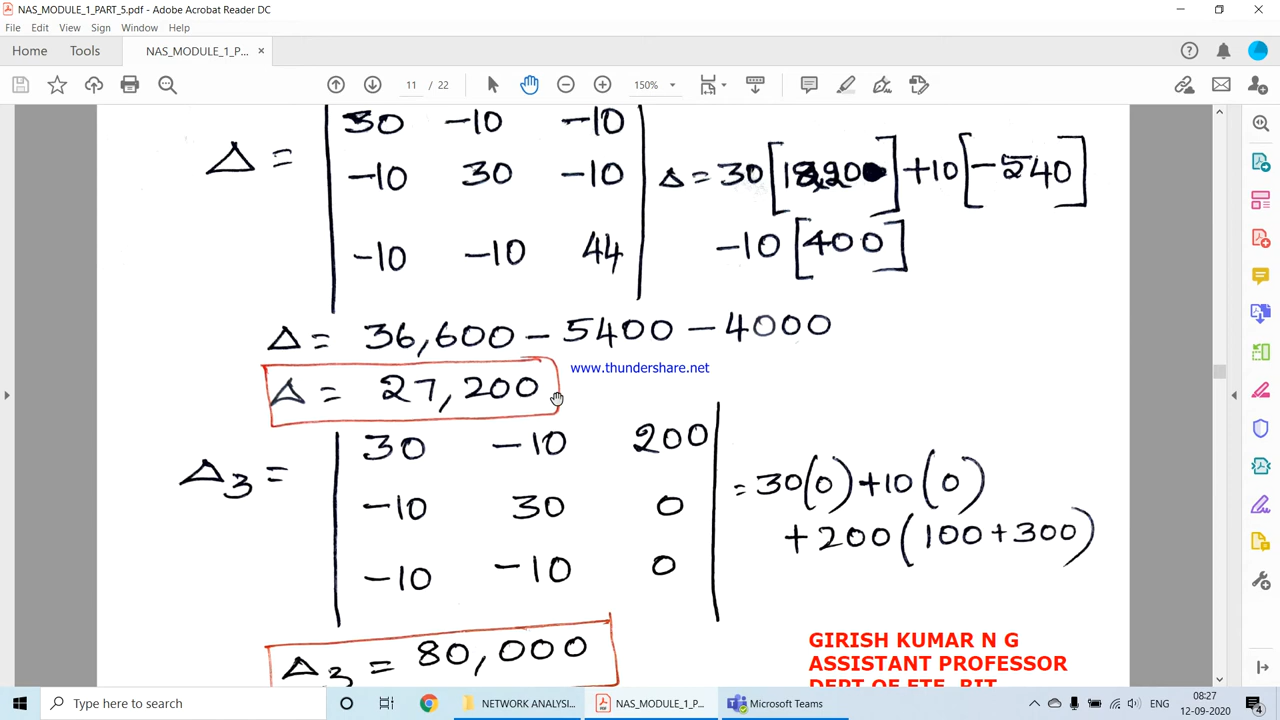 NAS_MODULE_1_PART_5.pdf - Adobe Acrobat Reader DC
File Edit View Sign Window Help
Home Tools NAS_MODULE_1_P... ×
11 / 22 150%
30 -10 -10
Δ =
-10 30 -10 Δ = 30 [ ] +10 [-540]
-10 -10 44 -10 [400]
Δ = 36,600 - 5400 - 4000
www.thundershare.net
Δ = 27,200
30 -10 200
Δ3 =
-10 30 0 = 30(0) +10(0)
+ 200 (100+300)
-10 -10 0
Δ3 = 80,000
GIRISH KUMAR N G
ASSISTANT PROFESSOR
DEPT OF ETE, BIT
Type here to search NETWORK ANALYSI... NAS_MODULE_1_P... Microsoft Teams 08:27
12-09-2020